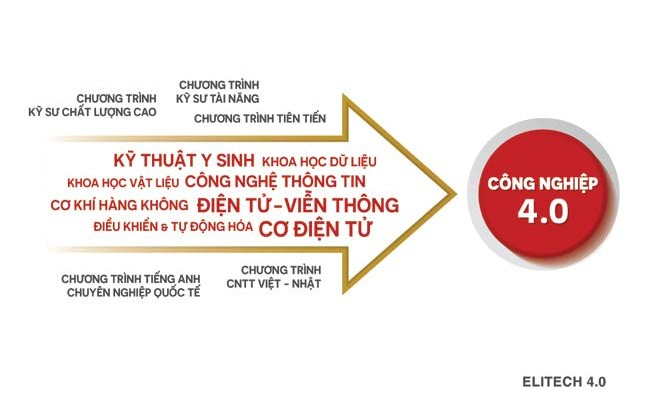 CHƯƠNG TRÌNH
KỸ SƯ TÀI NĂNG
CHƯƠNG TRÌNH
KỸ SƯ CHẤT LƯỢNG CAO
CHƯƠNG TRÌNH TIÊN TIẾN
KỸ THUẬT Y SINH KHOA HỌC DỮ LIỆU
KHOA HỌC VẬT LIỆU CÔNG NGHỆ THÔNG TIN
CƠ KHÍ HÀNG KHÔNG ĐIỆN TỬ-VIỄN THÔNG
ĐIỀU KHIỂN & TỰ ĐỘNG HÓA CƠ ĐIỆN TỬ
CÔNG NGHIỆP
4.0
CHƯƠNG TRÌNH TIẾNG ANH
CHUYÊN NGHIỆP QUỐC TẾ
CHƯƠNG TRÌNH
CNTT VIỆT - NHẬT
ELITECH 4.0